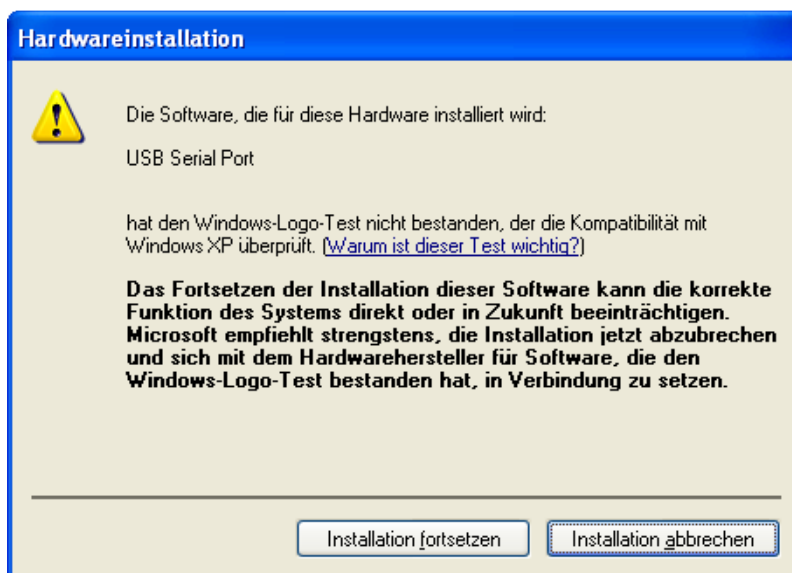 Hardwareinstallation
Die Software, die für diese Hardware installiert wird:
USB Serial Port
hat den Windows-Logo-Test nicht bestanden, der die Kompatibilität mit
Windows XP überprüft. (Warum ist dieser Test wichtig?)
Das Fortsetzen der Installation dieser Software kann die korrekte
Funktion des Systems direkt oder in Zukunft beeinträchtigen.
Microsoft empfiehlt strengstens, die Installation jetzt abzubrechen
und sich mit dem Hardwarehersteller für Software, die den
Windows-Logo-Test bestanden hat, in Verbindung zu setzen.
Installation fortsetzen
Installation abbrechen